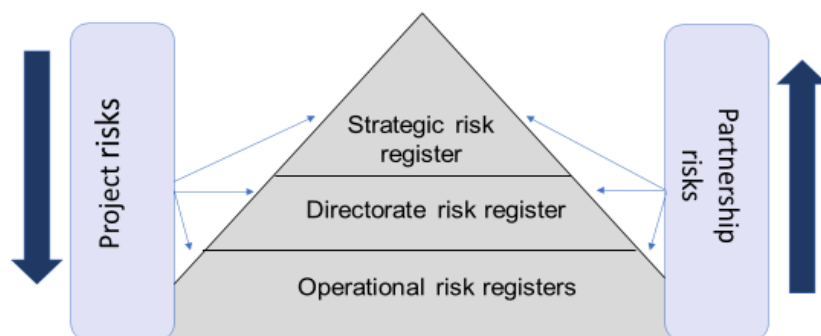 Project risks
Strategic risk
register
Directorate risk register
Operational risk registers
Partnership
risks